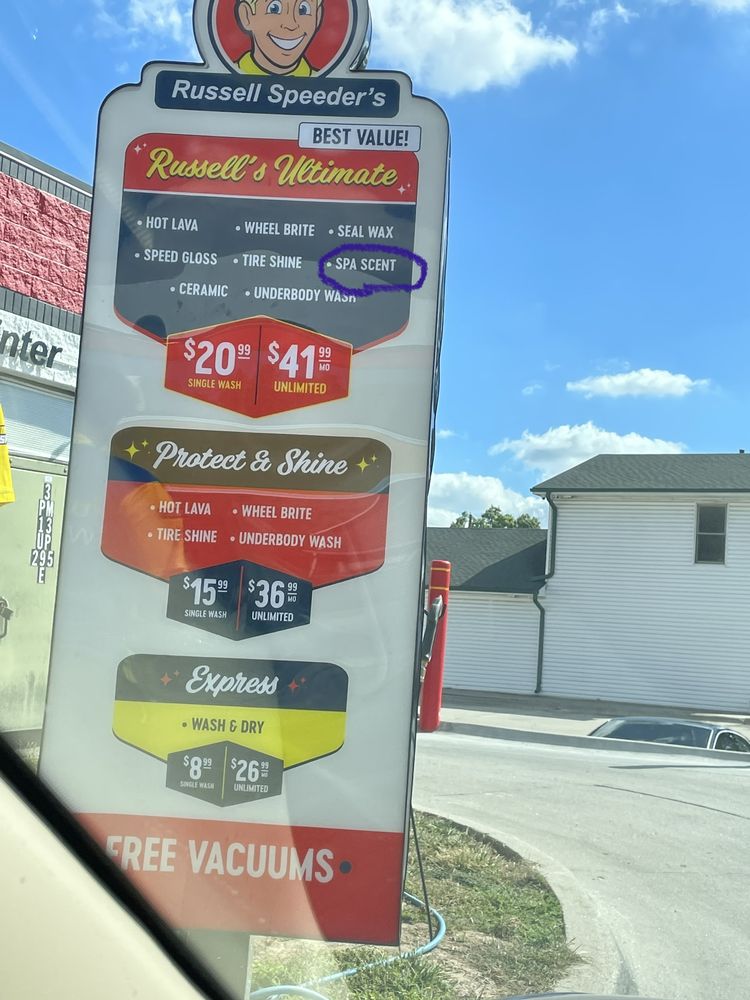 Russell Speeder's
BEST VALUE!
Russell's Ultimate
• HOT LAVA • WHEEL BRITE • SEAL WAX
• SPEED GLOSS • TIRE SHINE • SPA SCENT
• CERAMIC • UNDERBODY WASH
$20.99 $41.99 MO
SINGLE WASH UNLIMITED
Protect & Shine
• HOT LAVA • WHEEL BRITE
• TIRE SHINE • UNDERBODY WASH
$15.99 $36.99 MO
SINGLE WASH UNLIMITED
Express
• WASH & DRY
$8.99 $26.99 MO
SINGLE WASH UNLIMITED
FREE VACUUMS
nter